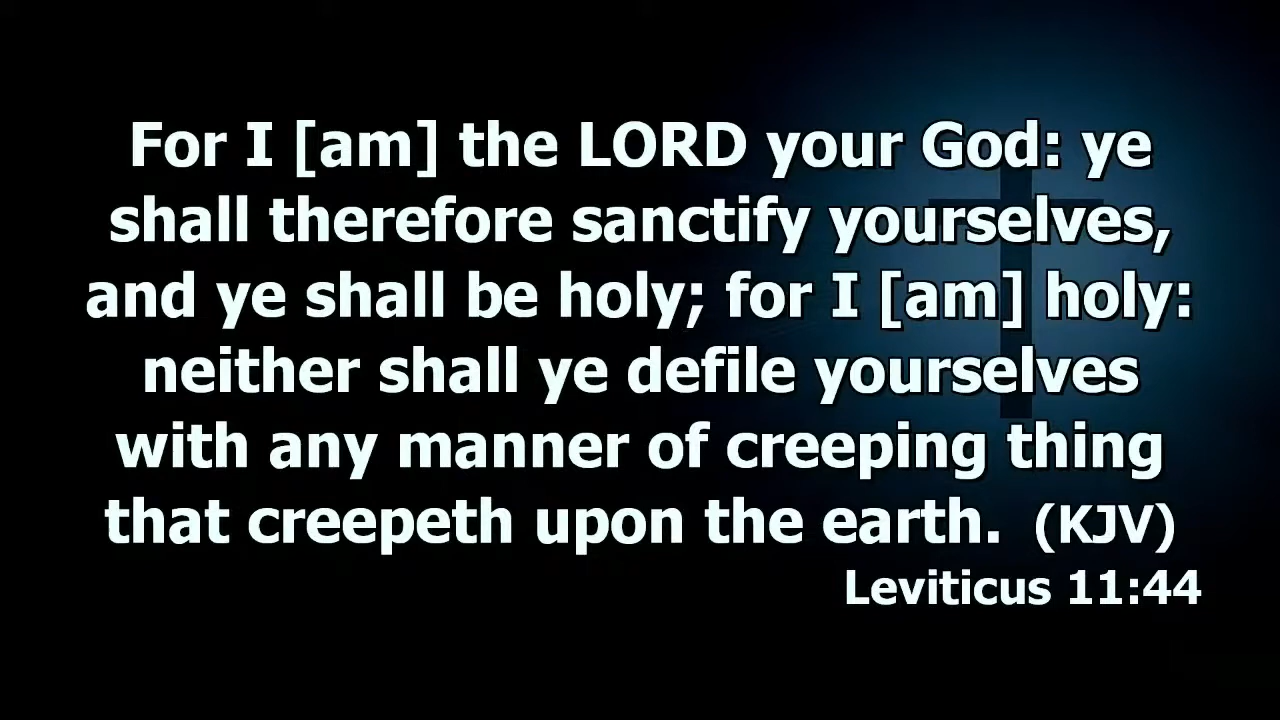 For I [am] the LORD your God: ye
shall therefore sanctify yourselves,
and ye shall be holy; for I [am] holy:
neither shall ye defile yourselves
with any manner of creeping thing
that creepeth upon the earth. (KJV)
Leviticus 11:44